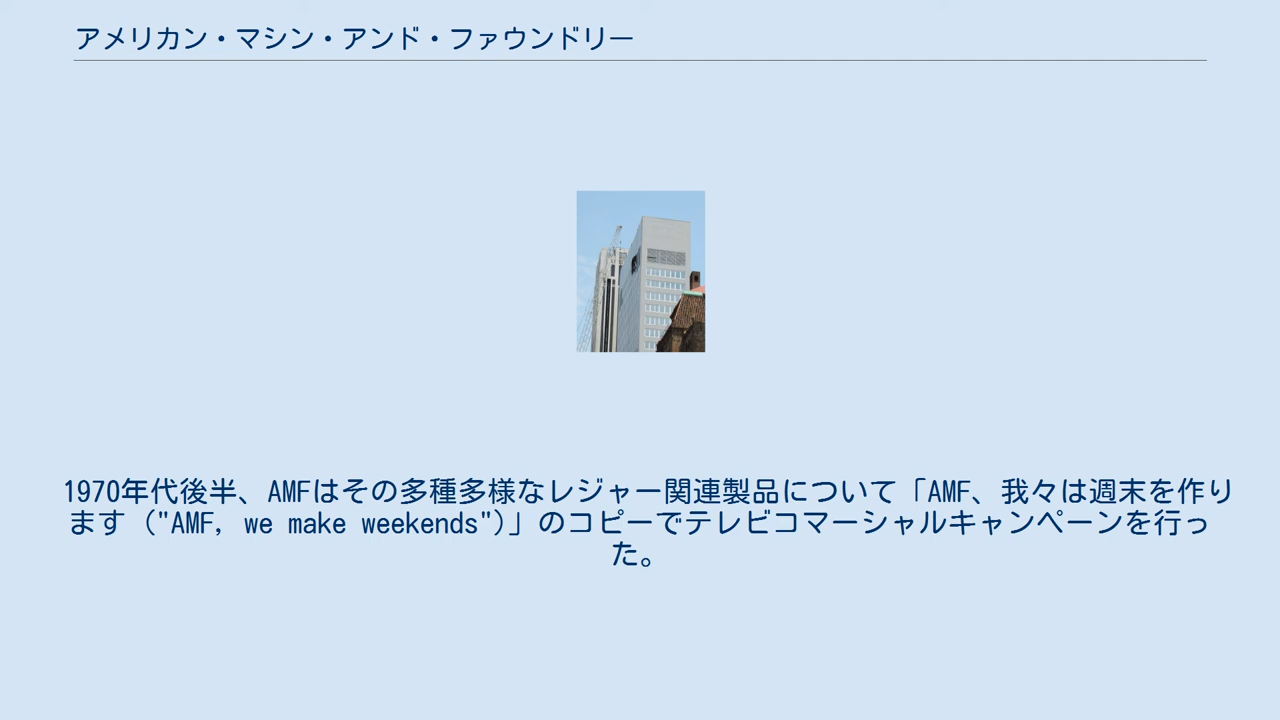 アメリカン・マシン・アンド・ファウンドリー
1970年代後半、AMFはその多種多様なレジャー関連製品について「AMF、我々は週末を作り
ます（"AMF, we make weekends")」のコピーでテレビコマーシャルキャンペーンを行っ
た。